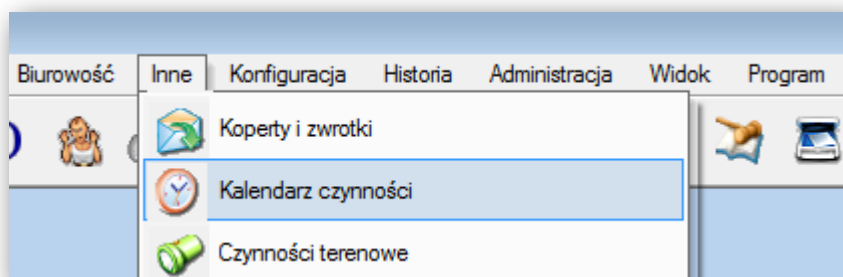 Biurowość Inne Konfiguracja Historia Administracja Widok Program
Koperty i zwrotki
Kalendarz czynności
Czynności terenowe